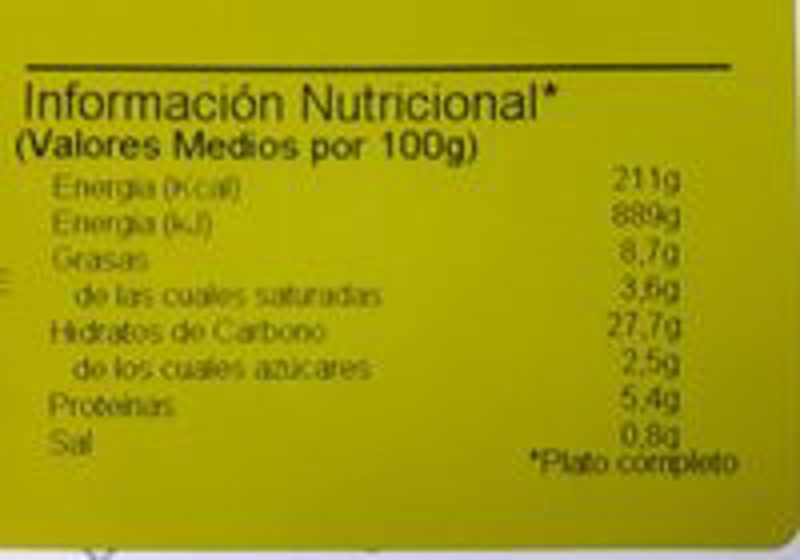 Información Nutricional*
(Valores Medios por 100g)
Energía (Kcal) 211g
Energía (kJ) 889g
Grasas 8,7g
de las cuales saturadas 3,6g
Hidratos de Carbono 27,7g
de los cuales azúcares 2,5g
Proteínas 5,4g
Sal 0,8g
*Plato completo